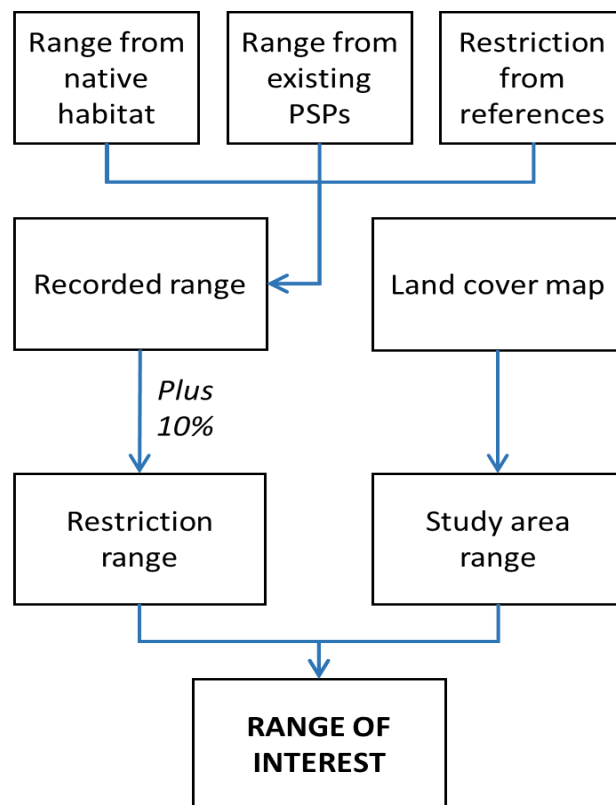 Range from
native
habitat
Range from
existing
PSPs
Restriction
from
references
Recorded range
Land cover map
Plus
10%
Restriction
range
Study area
range
RANGE OF
INTEREST